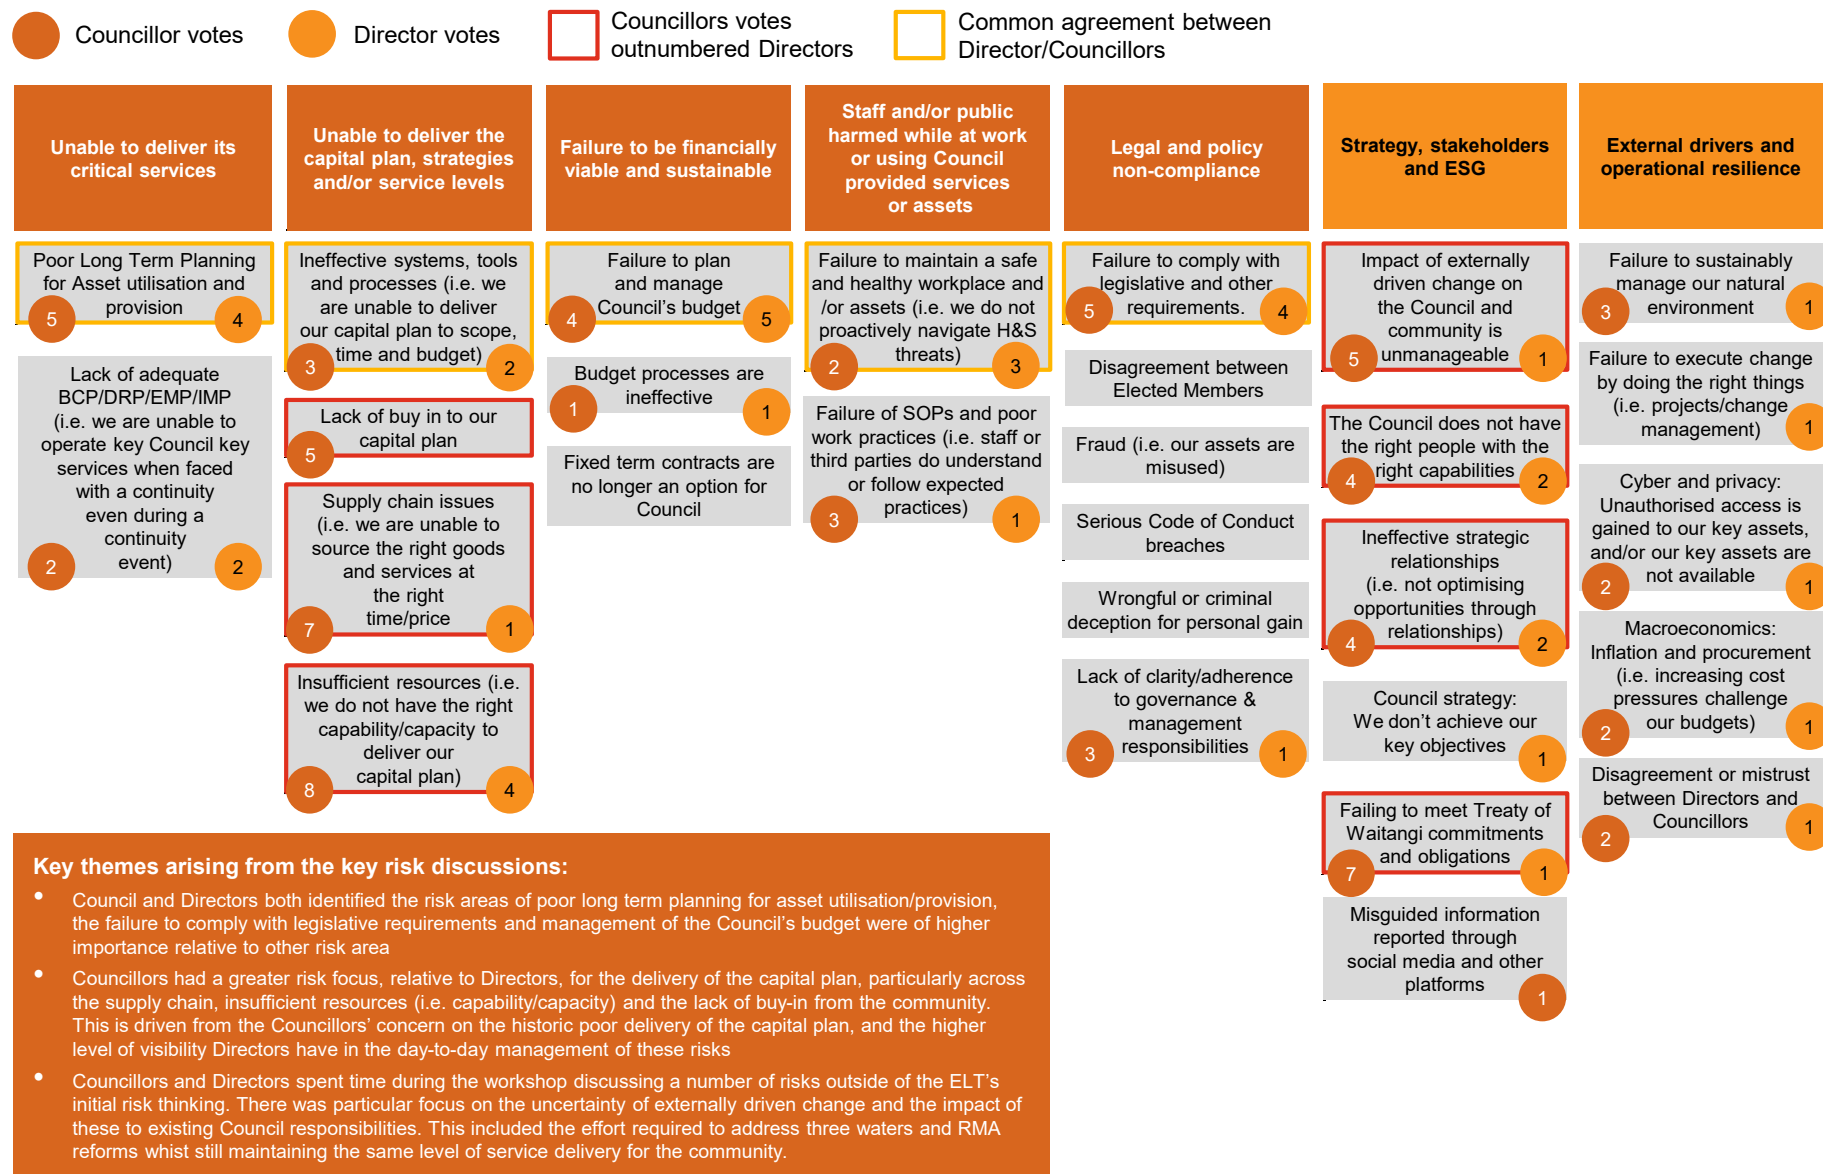 Councillor votes
Director votes
Councillors votes
outnumbered Directors
Common agreement between
Director/Councillors
Unable to deliver its
critical services
Unable to deliver the
capital plan, strategies
and/or service levels
Failure to be financially
viable and sustainable
Staff and/or public
harmed while at work
or using Council
provided services
or assets
Legal and policy
non-compliance
Strategy, stakeholders
and ESG
External drivers and
operational resilience
Poor Long Term Planning
for Asset utilisation and
provision
5
4
Lack of adequate
BCP/DRP/EMP/IMP
(i.e. we are unable to
operate key Council key
services when faced
with a continuity
even during a
continuity
event)
2
2
Ineffective systems, tools
and processes (i.e. we
are unable to deliver
our capital plan to scope,
time and budget)
3
2
Lack of buy in to our
capital plan
5
Supply chain issues
(i.e. we are unable to
source the right goods
and services at
the right
time/price
7
1
Insufficient resources (i.e.
we do not have the right
capability/capacity to
deliver our
capital plan)
8
4
Failure to plan
and manage
Council's budget
4
5
Budget processes are
ineffective
1
1
Fixed term contracts are
no longer an option for
Council
Failure to maintain a safe
and healthy workplace and
/or assets (i.e. we do not
proactively navigate H&S
threats)
2
3
Failure of SOPs and poor
work practices (i.e. staff or
third parties do understand
or follow expected
practices)
3
1
Failure to comply with
legislative and other
requirements.
5
4
Disagreement between
Elected Members
Fraud (i.e. our assets are
misused)
Serious Code of Conduct
breaches
Wrongful or criminal
deception for personal gain
Lack of clarity/adherence
to governance &
management
responsibilities
3
1
Impact of externally
driven change on
the Council and
community is
unmanageable
5
1
The Council does not have
the right people with the
right capabilities
4
2
Ineffective strategic
relationships
(i.e. not optimising
opportunities through
relationships)
4
2
Council strategy:
We don't achieve our
key objectives
1
Failing to meet Treaty of
Waitangi commitments
and obligations
7
1
Misguided information
reported through
social media and other
platforms
1
Failure to sustainably
manage our natural
environment
3
1
Failure to execute change
by doing the right things
(i.e. projects/change
management)
1
Cyber and privacy:
Unauthorised access is
gained to our key assets,
and/or our key assets are
not available
2
1
Macroeconomics:
Inflation and procurement
(i.e. increasing cost
pressures challenge
our budgets)
2
1
Disagreement or mistrust
between Directors and
Councillors
2
1
Key themes arising from the key risk discussions:
• Council and Directors both identified the risk areas of poor long term planning for asset utilisation/provision,
the failure to comply with legislative requirements and management of the Council's budget were of higher
importance relative to other risk area
• Councillors had a greater risk focus, relative to Directors, for the delivery of the capital plan, particularly across
the supply chain, insufficient resources (i.e. capability/capacity) and the lack of buy-in from the community.
This is driven from the Councillors' concern on the historic poor delivery of the capital plan, and the higher
level of visibility Directors have in the day-to-day management of these risks
• Councillors and Directors spent time during the workshop discussing a number of risks outside of the ELT's
initial risk thinking. There was particular focus on the uncertainty of externally driven change and the impact of
these to existing Council responsibilities. This included the effort required to address three waters and RMA
reforms whist still maintaining the same level of service delivery for the community.